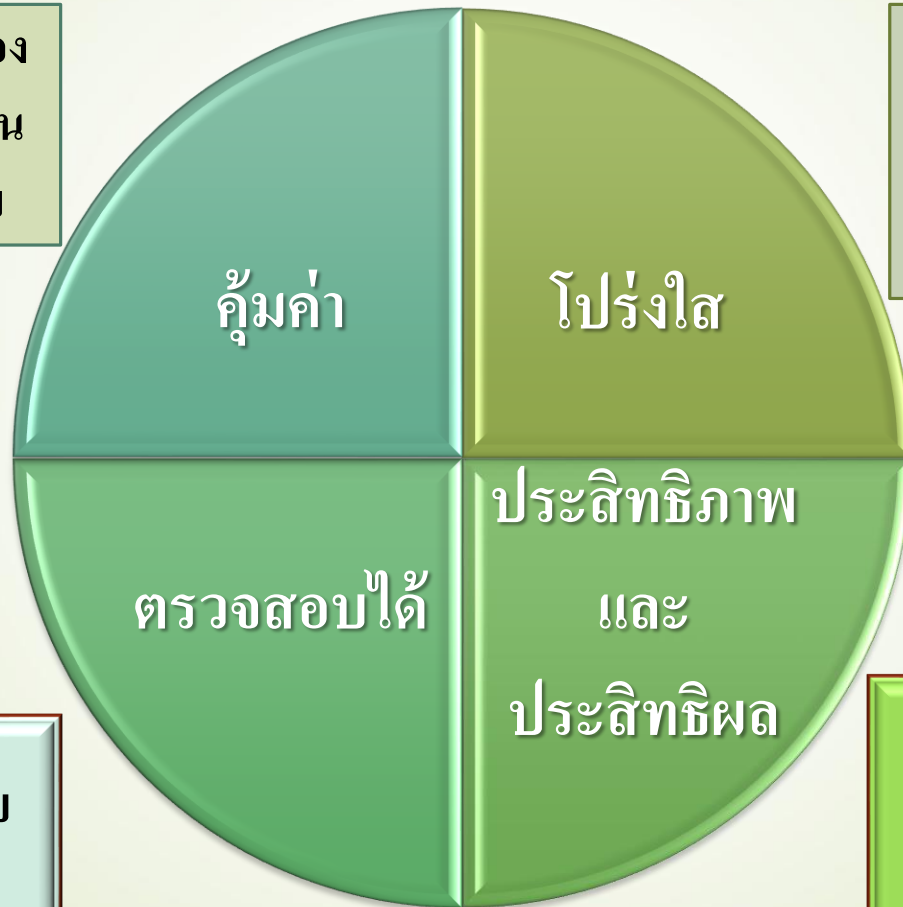 คุ้มค่า
โปร่งใส
ตรวจสอบได้
ประสิทธิภาพ
และ
ประสิทธิผล